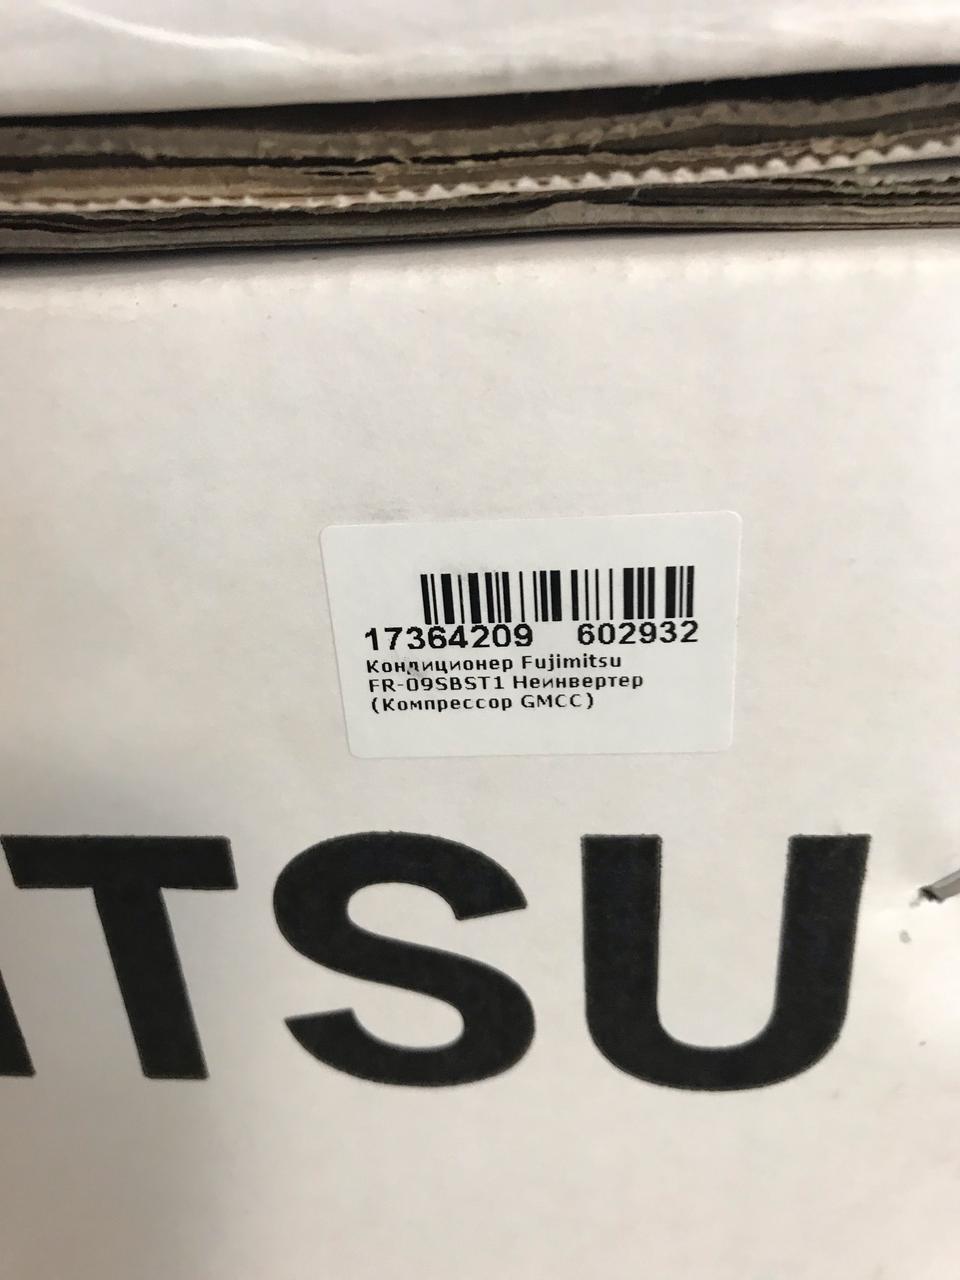 17364209 602932
Кондиционер Fujimitsu
FR-09SBST1 Неинвертер
(Компрессор GMCC)
ITSU